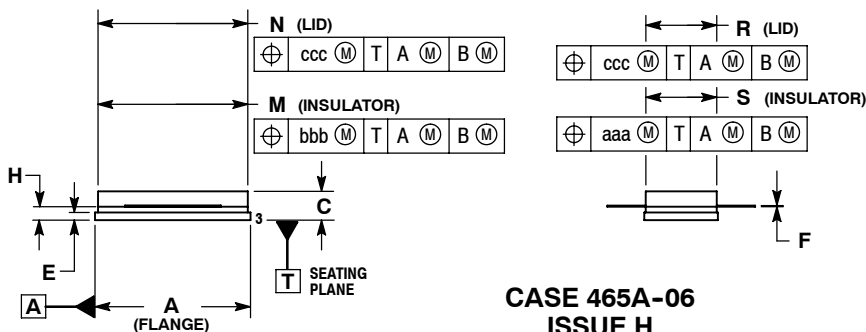 N (LID)
⌖ ccc Ⓜ T A Ⓜ B Ⓜ
M (INSULATOR)
⌖ bbb Ⓜ T A Ⓜ B Ⓜ
R (LID)
⌖ ccc Ⓜ T A Ⓜ B Ⓜ
S (INSULATOR)
⌖ aaa Ⓜ T A Ⓜ B Ⓜ
H
C
3
E
F
T SEATING
PLANE
A
A
(FLANGE)
CASE 465A-06
ISSUE H